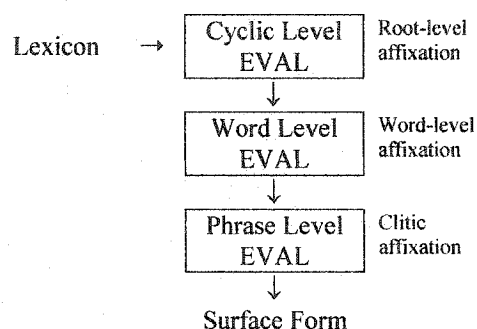 Lexicon → Cyclic Level Root-level
EVAL affixation
↓
Word Level Word-level
EVAL affixation
↓
Phrase Level Clitic
EVAL affixation
↓
Surface Form